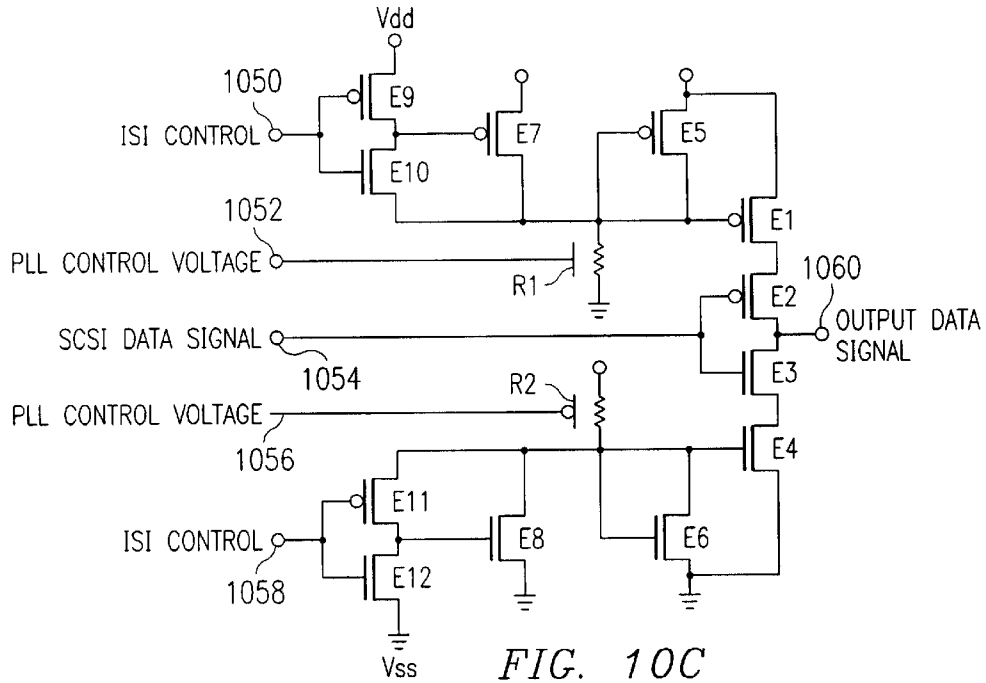 Vdd
1050
E9
ISI CONTROL
E7
E5
E10
1052
E1
PLL CONTROL VOLTAGE
R1
1060
E2
SCSI DATA SIGNAL
OUTPUT DATA
SIGNAL
1054
E3
R2
PLL CONTROL VOLTAGE
1056
E4
E11
ISI CONTROL
E8
E6
1058
E12
Vss
FIG. 10C